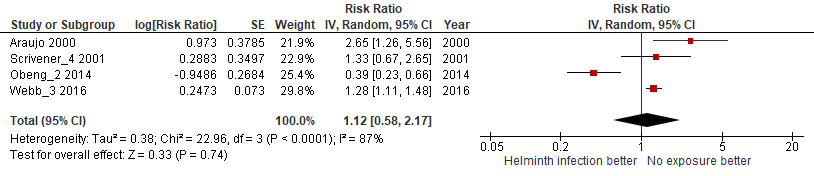 Risk Ratio Risk Ratio
Study or Subgroup log[Risk Ratio] SE Weight IV, Random, 95% CI Year IV, Random, 95% CI
Araujo 2000 0.973 0.3785 21.9% 2.65 [1.26, 5.56] 2000
Scrivener_4 2001 0.2883 0.3497 22.9% 1.33 [0.67, 2.65] 2001
Obeng_2 2014 -0.9486 0.2684 25.4% 0.39 [0.23, 0.66] 2014
Webb_3 2016 0.2473 0.073 29.8% 1.28 [1.11, 1.48] 2016
Total (95% CI) 100.0% 1.12 [0.58, 2.17]
Heterogeneity: Tau² = 0.38; Chi² = 22.96, df = 3 (P < 0.0001); I² = 87%
Test for overall effect: Z = 0.33 (P = 0.74)
0.05 0.2 1 5 20
Helminth infection better No exposure better